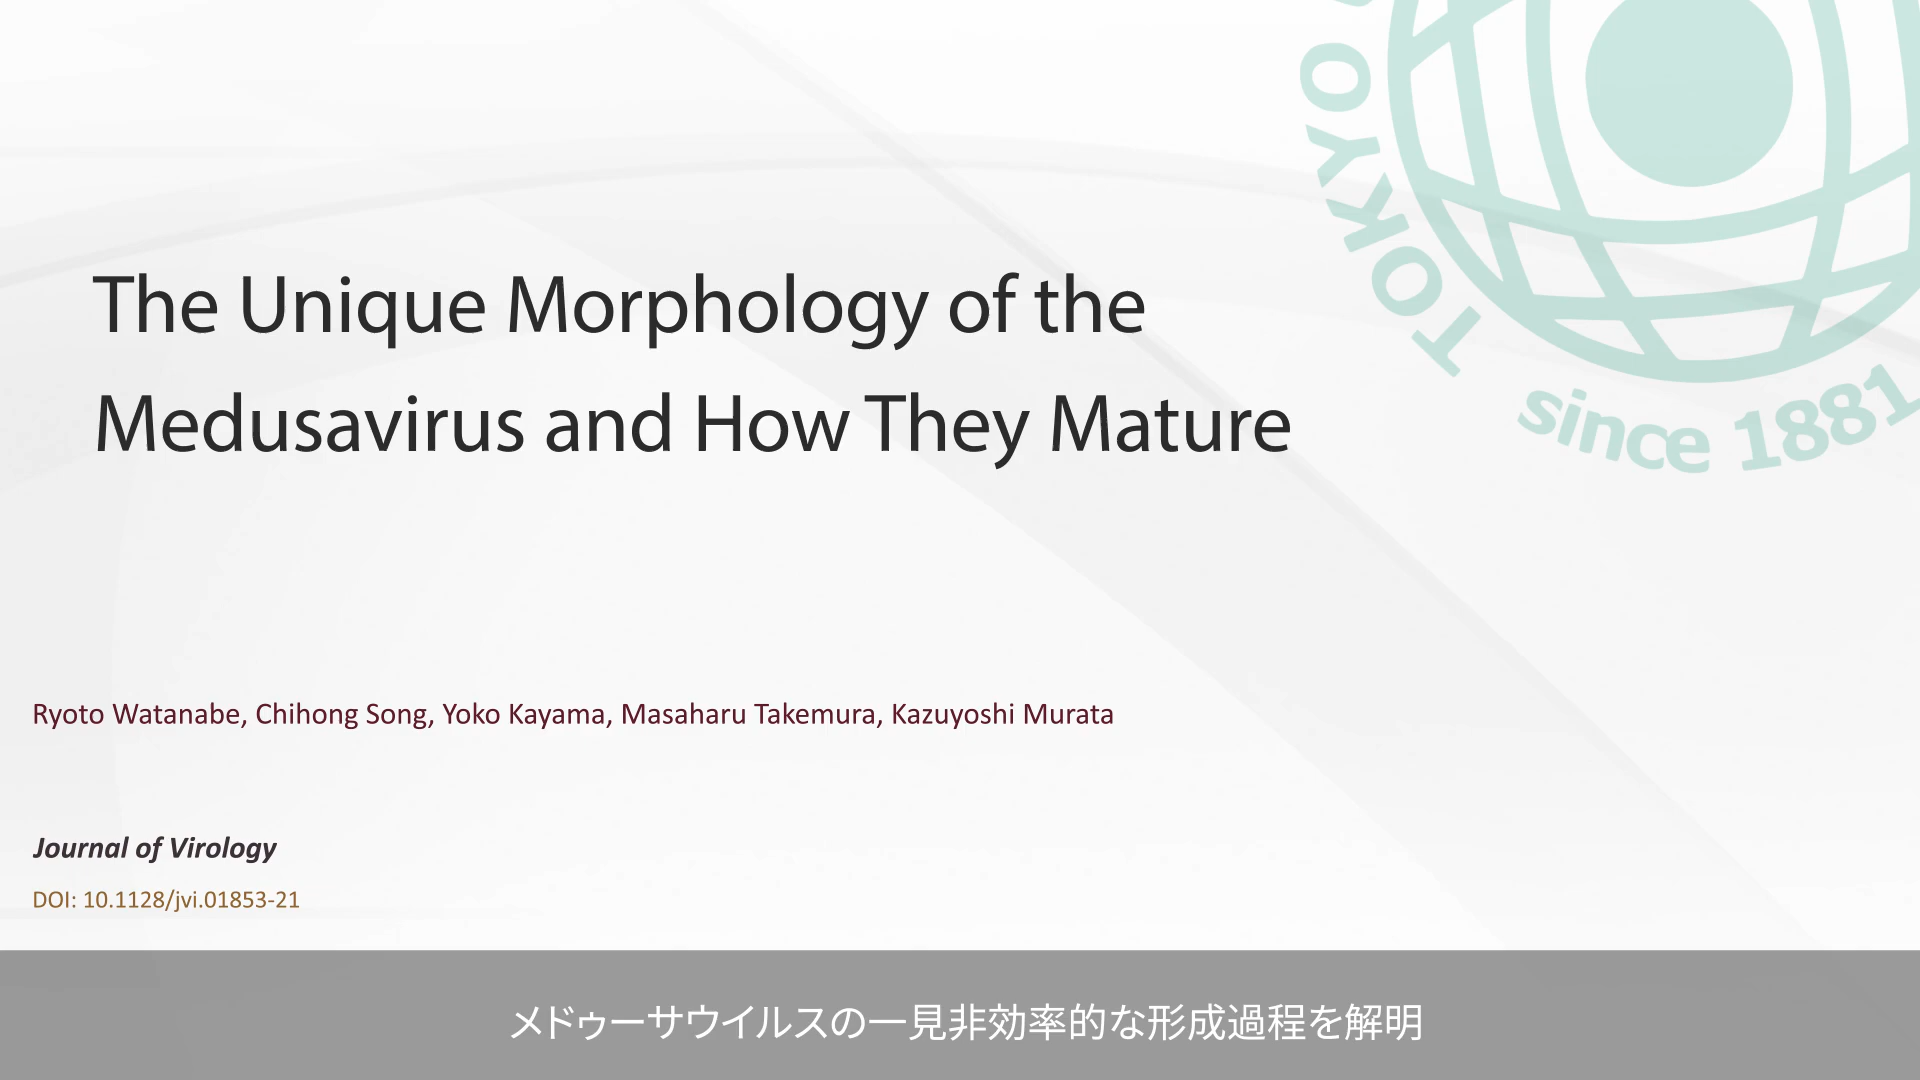 TOKYO
since 1881
The Unique Morphology of the
Medusavirus and How They Mature
Ryoto Watanabe, Chihong Song, Yoko Kayama, Masaharu Takemura, Kazuyoshi Murata
Journal of Virology
DOI: 10.1128/jvi.01853-21
メドゥーサウイルスの一見非効率的な形成過程を解明